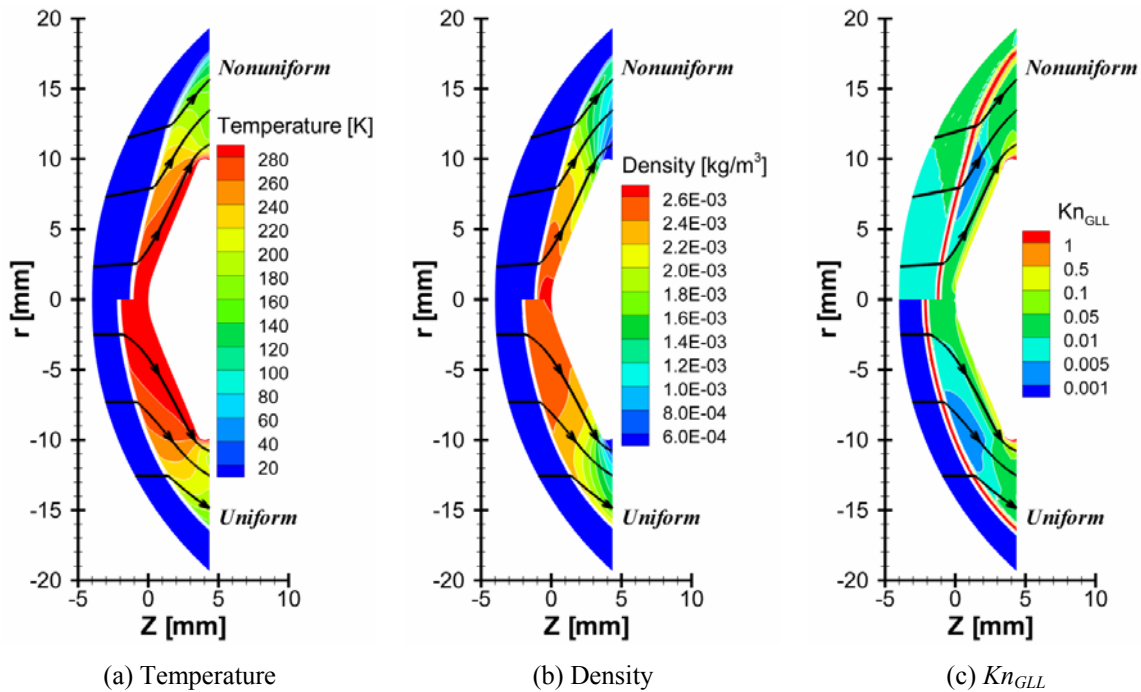 20
15
10
5
0
-5
-10
-15
-20
r [mm]
-5 0 5 10
Z [mm]
Nonuniform
Temperature [K]
280
260
240
220
200
180
160
140
120
100
80
60
40
20
Uniform
(a) Temperature
20
15
10
5
0
-5
-10
-15
-20
r [mm]
-5 0 5 10
Z [mm]
Nonuniform
Density [kg/m³]
2.6E-03
2.4E-03
2.2E-03
2.0E-03
1.8E-03
1.6E-03
1.4E-03
1.2E-03
1.0E-03
8.0E-04
6.0E-04
Uniform
(b) Density
20
15
10
5
0
-5
-10
-15
-20
r [mm]
-5 0 5 10
Z [mm]
Nonuniform
Kn_GLL
1
0.5
0.1
0.05
0.01
0.005
0.001
Uniform
(c) Kn_GLL